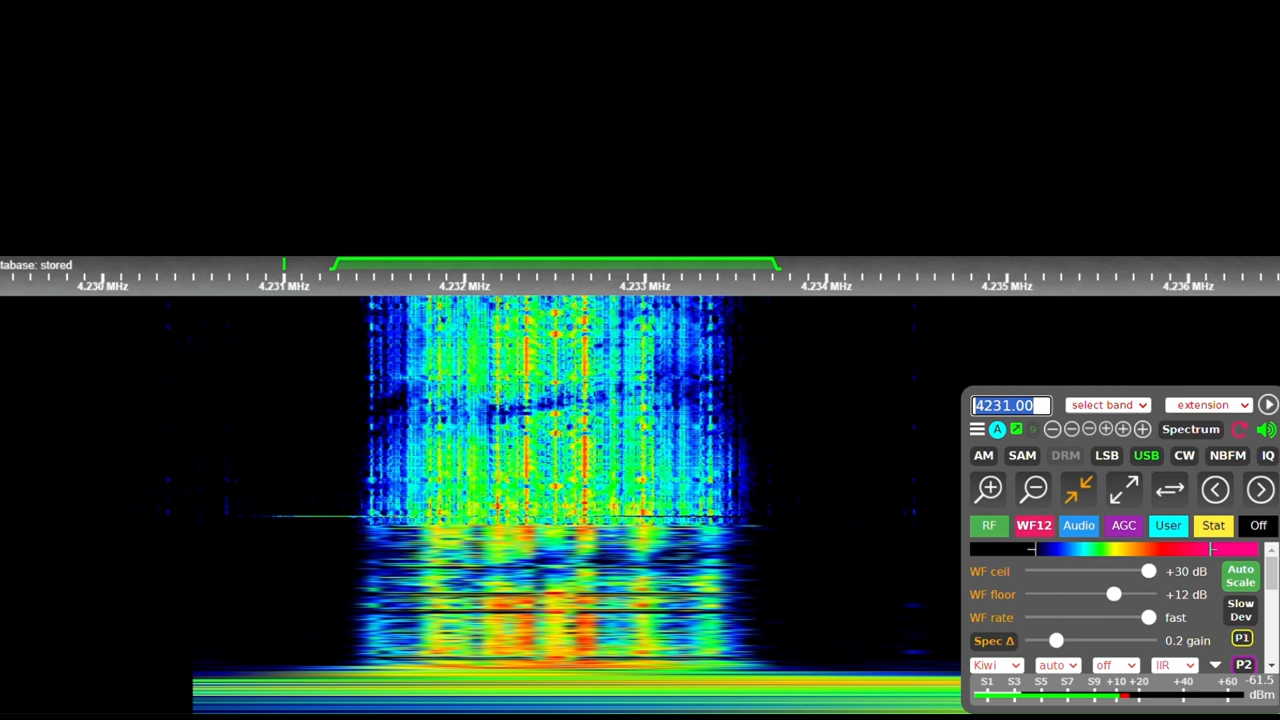 tabase: stored
4.230 MHz 4.231 MHz 4.232 MHz 4.233 MHz 4.234 MHz 4.235 MHz 4.236 MHz
4231.00 select band extension
A 9 Spectrum
AM SAM DRM LSB USB CW NBFM IQ
RF WF12 Audio AGC User Stat Off
WF ceil +30 dB Auto Scale
WF floor +12 dB
WF rate fast Slow Dev
Spec Δ 0.2 gain P1
Kiwi auto off IIR P2
S1 S3 S5 S7 S9 +10 +20 +40 +60 -61.5
dBm